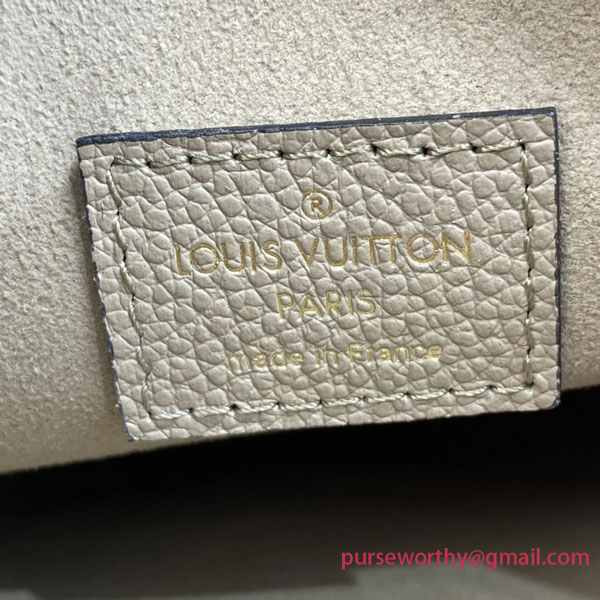 ®
LOUIS VUITTON
PARIS
made in France
purseworthy@gmail.com